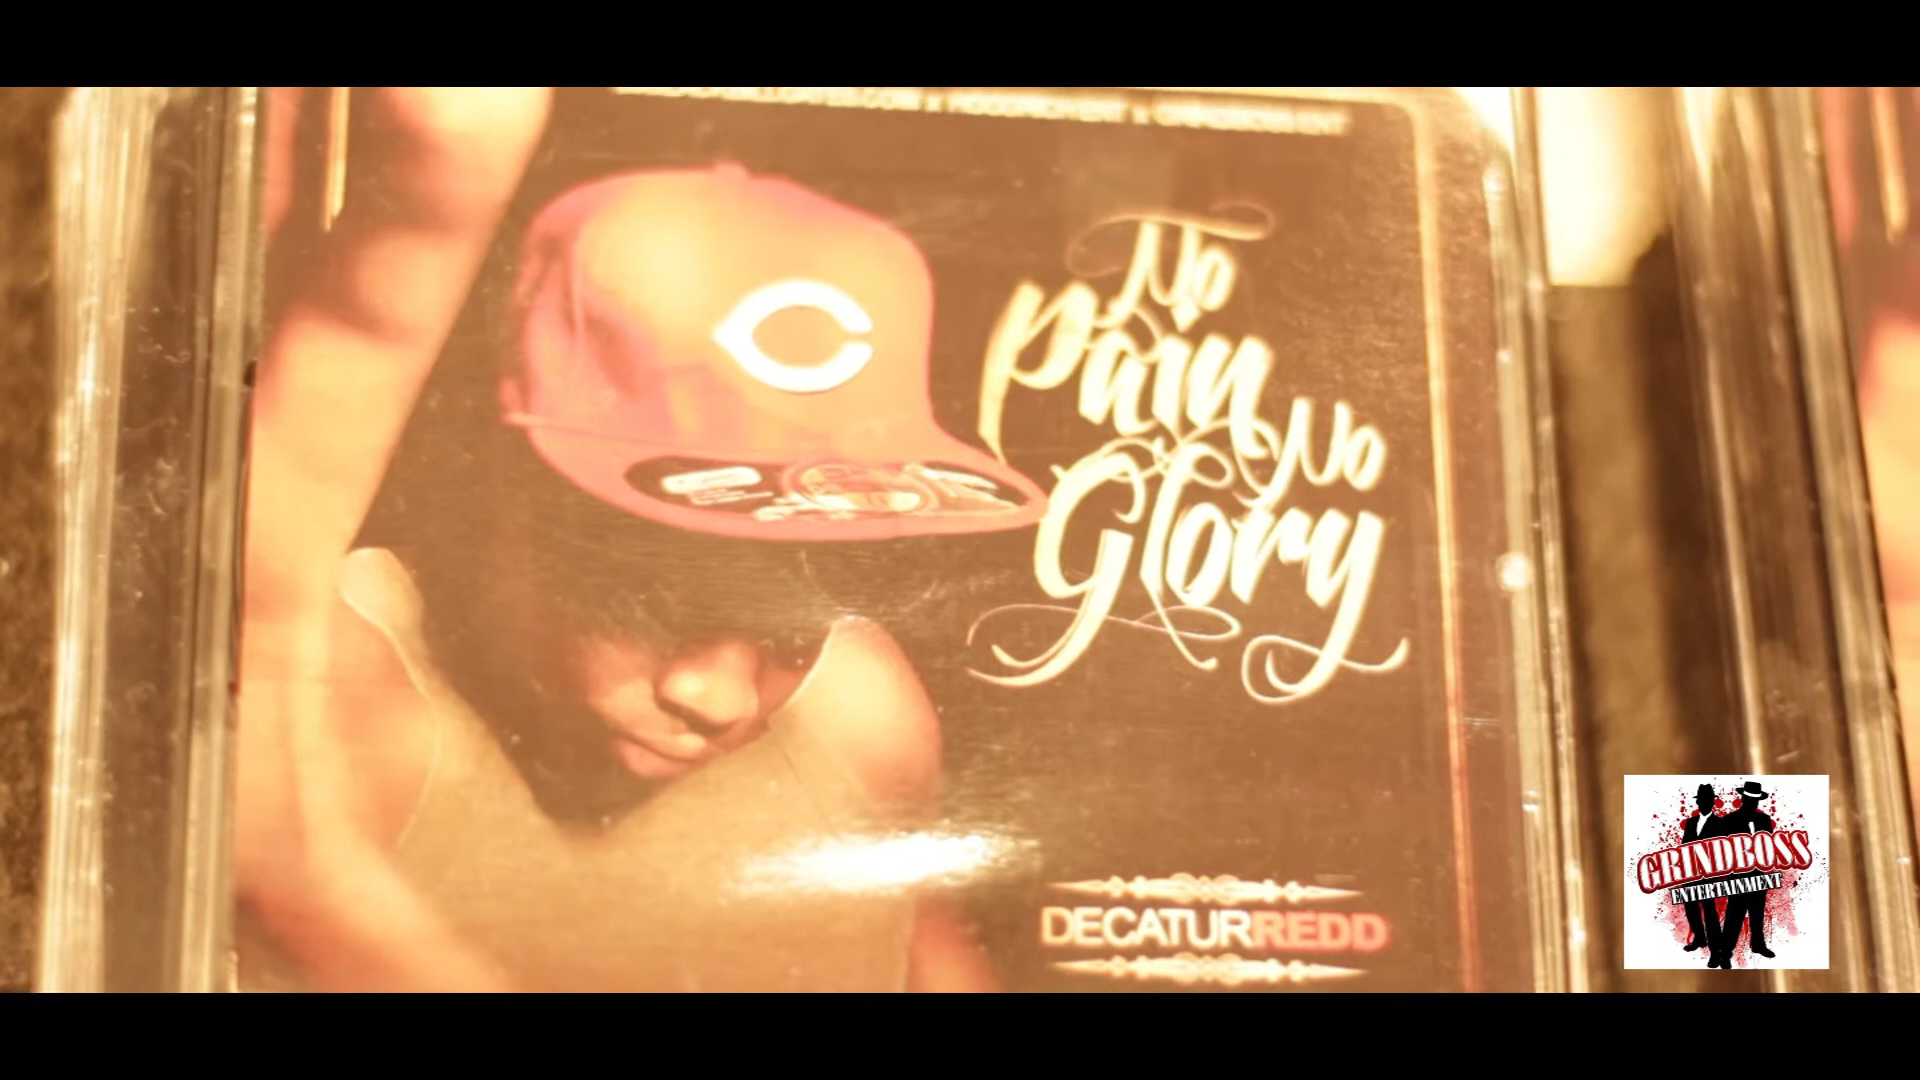 No
Pain
No
Glory
C
DECATURREDD
GRINDBOSS
ENTERTAINMENT